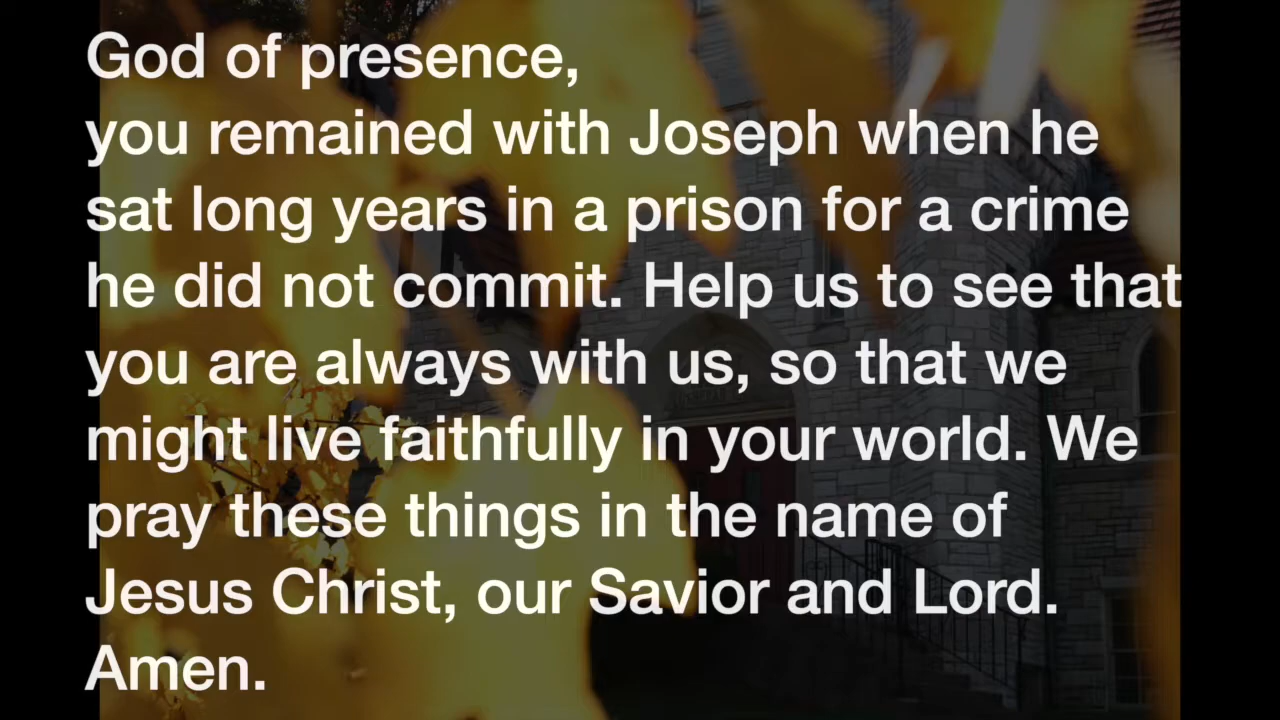 God of presence,
you remained with Joseph when he
sat long years in a prison for a crime
he did not commit. Help us to see that
you are always with us, so that we
might live faithfully in your world. We
pray these things in the name of
Jesus Christ, our Savior and Lord.
Amen.